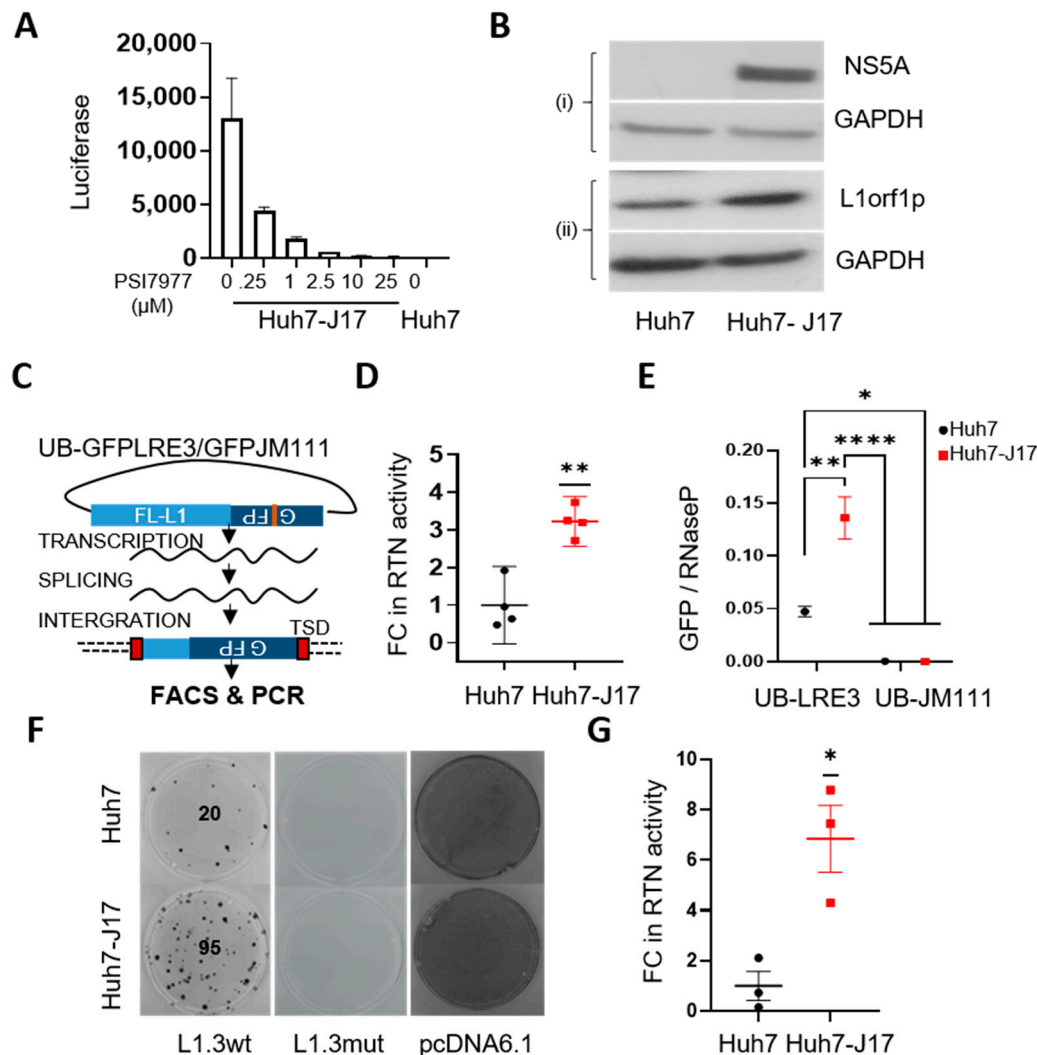 A
20,000
15,000
10,000
5,000
0
Luciferase
PSI7977
(µM)
0 .25 1 2.5 10 25 0
Huh7-J17 Huh7
B
(i)
NS5A
GAPDH
(ii)
L1orf1p
GAPDH
Huh7 Huh7- J17
C
UB-GFPLRE3/GFPJM111
FL-L1 G FP
TRANSCRIPTION
SPLICING
INTERGRATION
TSD
G FP
FACS & PCR
D
FC in RTN activity
5
4
3
2
1
0
**
Huh7 Huh7-J17
E
GFP / RNaseP
0.20
0.15
0.10
0.05
0.00
*
****
**
Huh7
Huh7-J17
UB-LRE3 UB-JM111
F
Huh7
20
Huh7-J17
95
L1.3wt L1.3mut pcDNA6.1
G
FC in RTN activity
10
8
6
4
2
0
*
Huh7 Huh7-J17